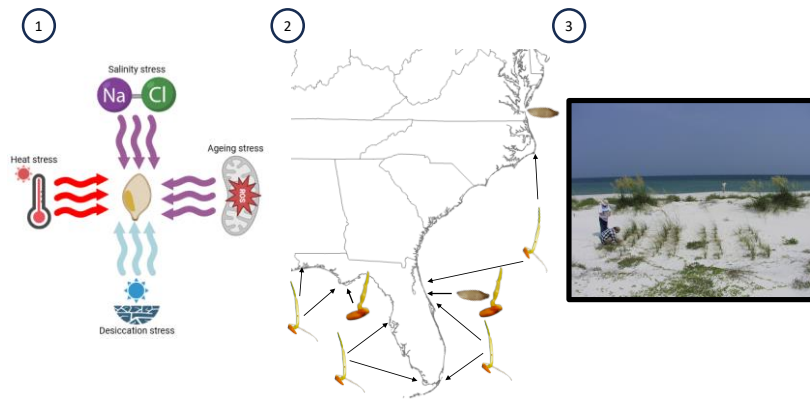 1
2
3
Salinity stress
Na
Cl
Heat stress
Ageing stress
ROS
Desiccation stress